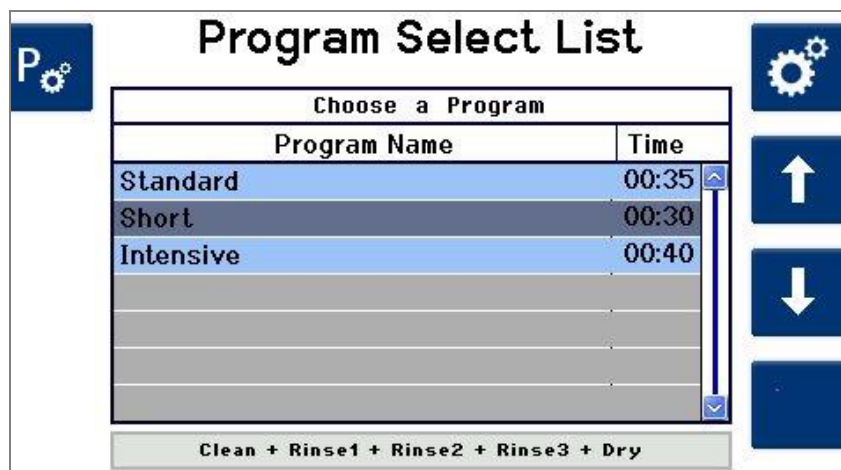 Program Select List
P
Choose a Program
Program Name Time
Standard 00:35
Short 00:30
Intensive 00:40
Clean + Rinse1 + Rinse2 + Rinse3 + Dry